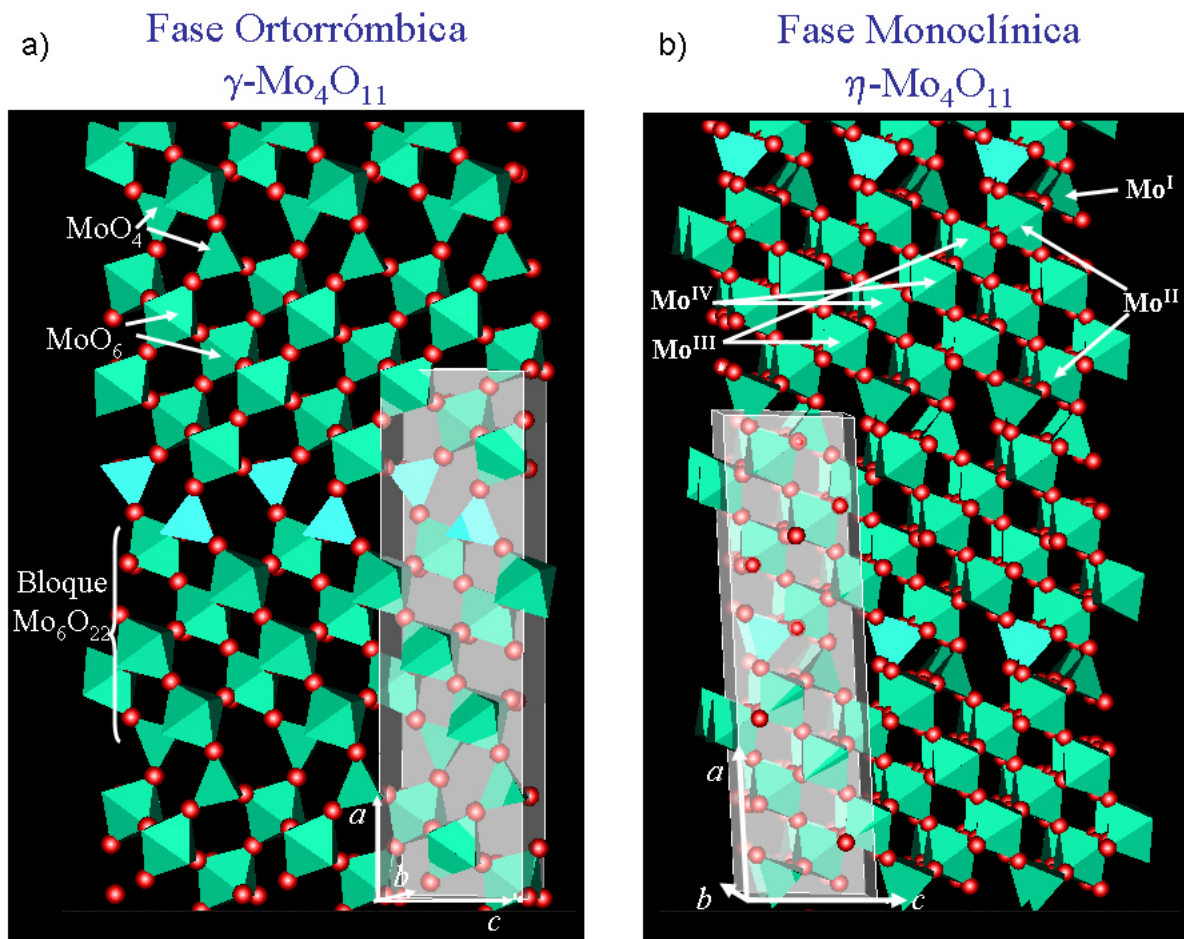 a)
Fase Ortorrómbica
γ-Mo₄O₁₁
MoO₄
MoO₆
Bloque
Mo₆O₂₂
a
b
c
b)
Fase Monoclínica
η-Mo₄O₁₁
Moᴵ
Moᴵⱽ
Moᴵᴵ
Moᴵᴵᴵ
a
b
c